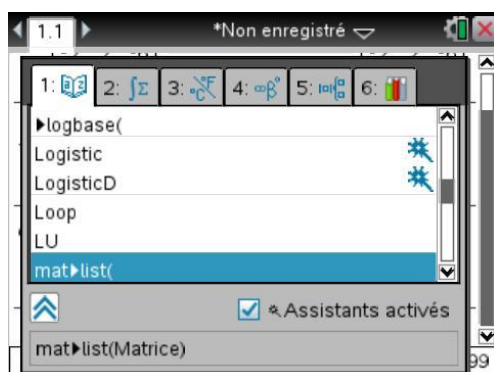 1.1 *Non enregistré
1: 2: ∫Σ 3: °C°F 4: ∞β° 5: 6:
▸logbase(
Logistic
LogisticD
Loop
LU
mat▸list(
Assistants activés
mat▸list(Matrice)
99